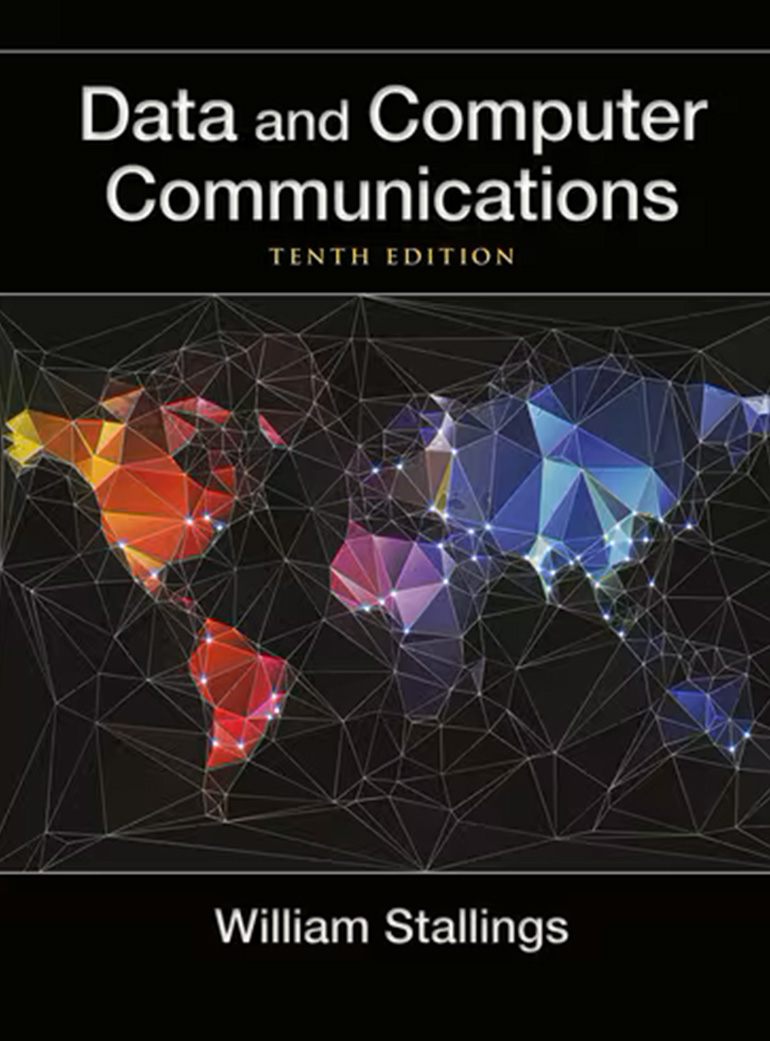 Data and Computer
Communications
TENTH EDITION
William Stallings